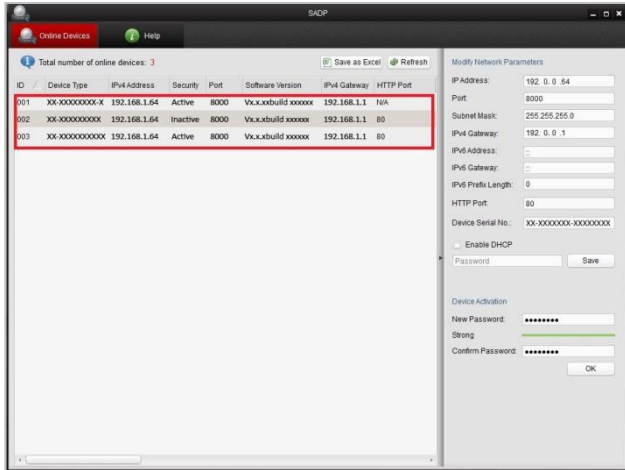 SADP
Online Devices
Help
Total number of online devices: 3
Save as Excel
Refresh
ID Device Type IPv4 Address Security Port Software Version IPv4 Gateway HTTP Port
001 XX-XXXXXXXX-X 192.168.1.64 Active 8000 Vx.x.xbuild xxxxxx 192.168.1.1 N/A
002 XX-XXXXXXXXX 192.168.1.64 Inactive 8000 Vx.x.xbuild xxxxxx 192.168.1.1 80
003 XX-XXXXXXXXXX 192.168.1.64 Active 8000 Vx.x.xbuild xxxxxx 192.168.1.1 80
Modify Network Parameters
IP Address: 192. 0. 0 .64
Port: 8000
Subnet Mask: 255.255.255.0
IPv4 Gateway: 192. 0. 0 .1
IPv6 Address: ::
IPv6 Gateway: ::
IPv6 Prefix Length: 0
HTTP Port: 80
Device Serial No.: XX-XXXXXXX-XXXXXXXX
Enable DHCP
Password
Save
Device Activation
New Password: ••••••••
Strong
Confirm Password: ••••••••
OK